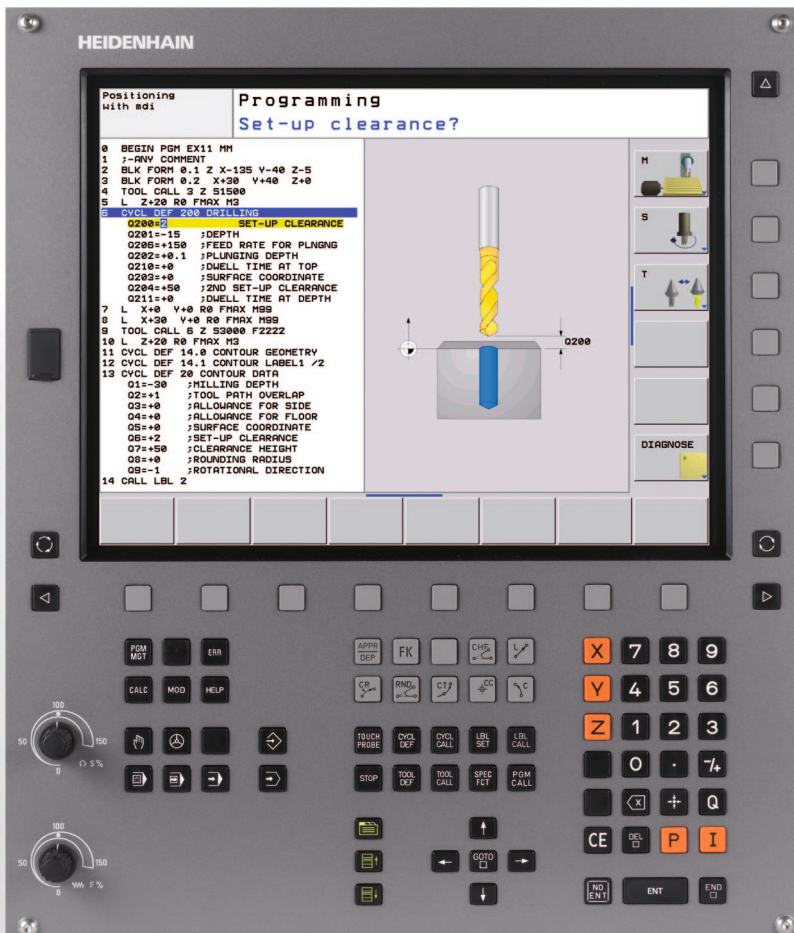 HEIDENHAIN
Positioning
with mdi
Programming
Set-up clearance?
0 BEGIN PGM EX11 MM
1 ;-ANY COMMENT
2 BLK FORM 0.1 Z X-135 Y-40 Z-5
3 BLK FORM 0.2 X+30 Y+40 Z+0
4 TOOL CALL 3 Z S1500
5 L Z+20 R0 FMAX M3
6 CYCL DEF 200 DRILLING
Q200=2 SET-UP CLEARANCE
Q201=-15 ;DEPTH
Q206=+150 ;FEED RATE FOR PLNGNG
Q202=+0.1 ;PLUNGING DEPTH
Q210=+0 ;DWELL TIME AT TOP
Q203=+0 ;SURFACE COORDINATE
Q204=+50 ;2ND SET-UP CLEARANCE
Q211=+0 ;DWELL TIME AT DEPTH
7 L X+0 Y+0 R0 FMAX M99
8 L X+30 Y+0 R0 FMAX M99
9 TOOL CALL 6 Z S3000 F2222
10 L Z+20 R0 FMAX M3
11 CYCL DEF 14.0 CONTOUR GEOMETRY
12 CYCL DEF 14.1 CONTOUR LABEL1 /2
13 CYCL DEF 20 CONTOUR DATA
Q1=-30 ;MILLING DEPTH
Q2=+1 ;TOOL PATH OVERLAP
Q3=+0 ;ALLOWANCE FOR SIDE
Q4=+0 ;ALLOWANCE FOR FLOOR
Q5=+0 ;SURFACE COORDINATE
Q6=+2 ;SET-UP CLEARANCE
Q7=+50 ;CLEARANCE HEIGHT
Q8=+0 ;ROUNDING RADIUS
Q9=-1 ;ROTATIONAL DIRECTION
14 CALL LBL 2
Q200
M
S
T
DIAGNOSE
PGM MGT
ERR
CALC MOD HELP
APPR DEP
FK
CHF
L
CR
RND
CT
CC
C
TOUCH PROBE
CYCL DEF
CYCL CALL
LBL SET
LBL CALL
STOP
TOOL DEF
TOOL CALL
SPEC FCT
PGM CALL
GOTO
X 7 8 9
Y 4 5 6
Z 1 2 3
0 . -/+
X Q
CE DEL P I
NO ENT
ENT
END
100
50 150
0 S %
100
50 150
0 F %